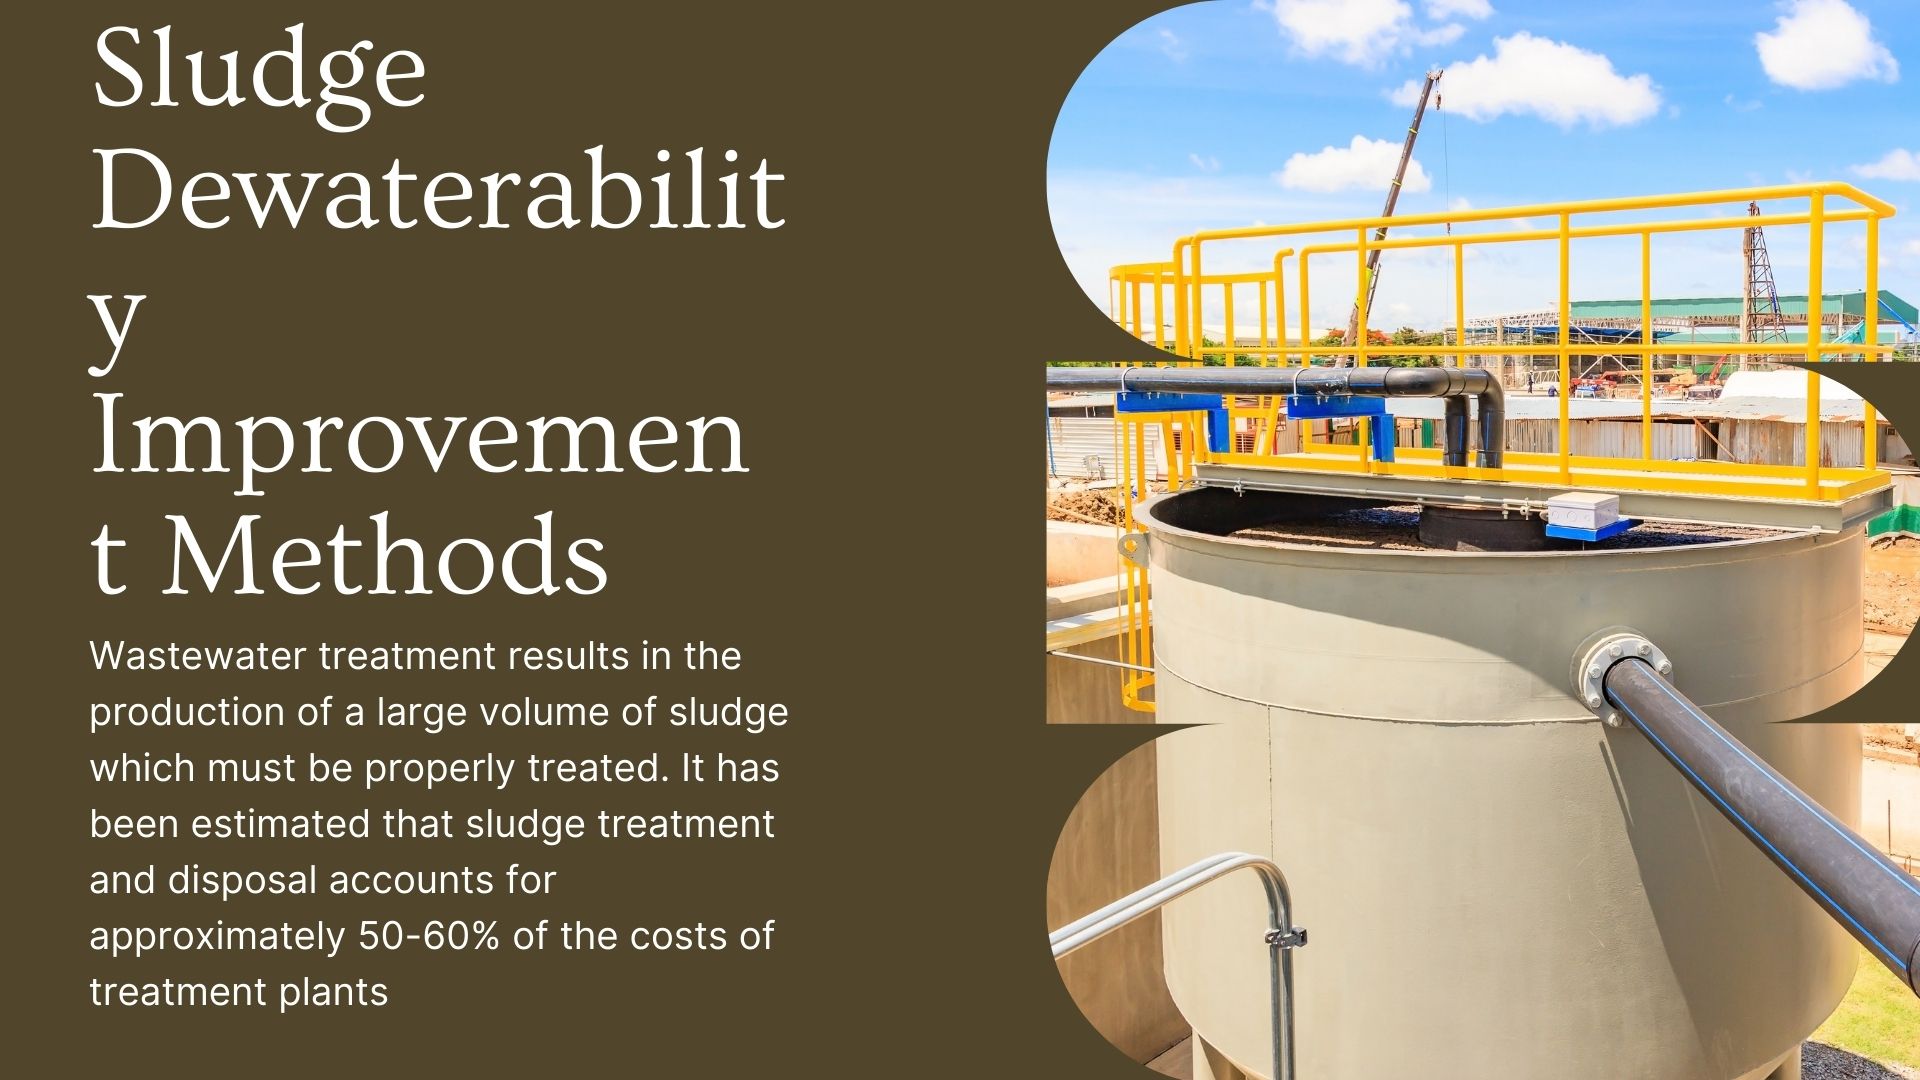 Sludge
Dewaterabilit
y
Improvemen
t Methods
Wastewater treatment results in the
production of a large volume of sludge
which must be properly treated. It has
been estimated that sludge treatment
and disposal accounts for
approximately 50-60% of the costs of
treatment plants